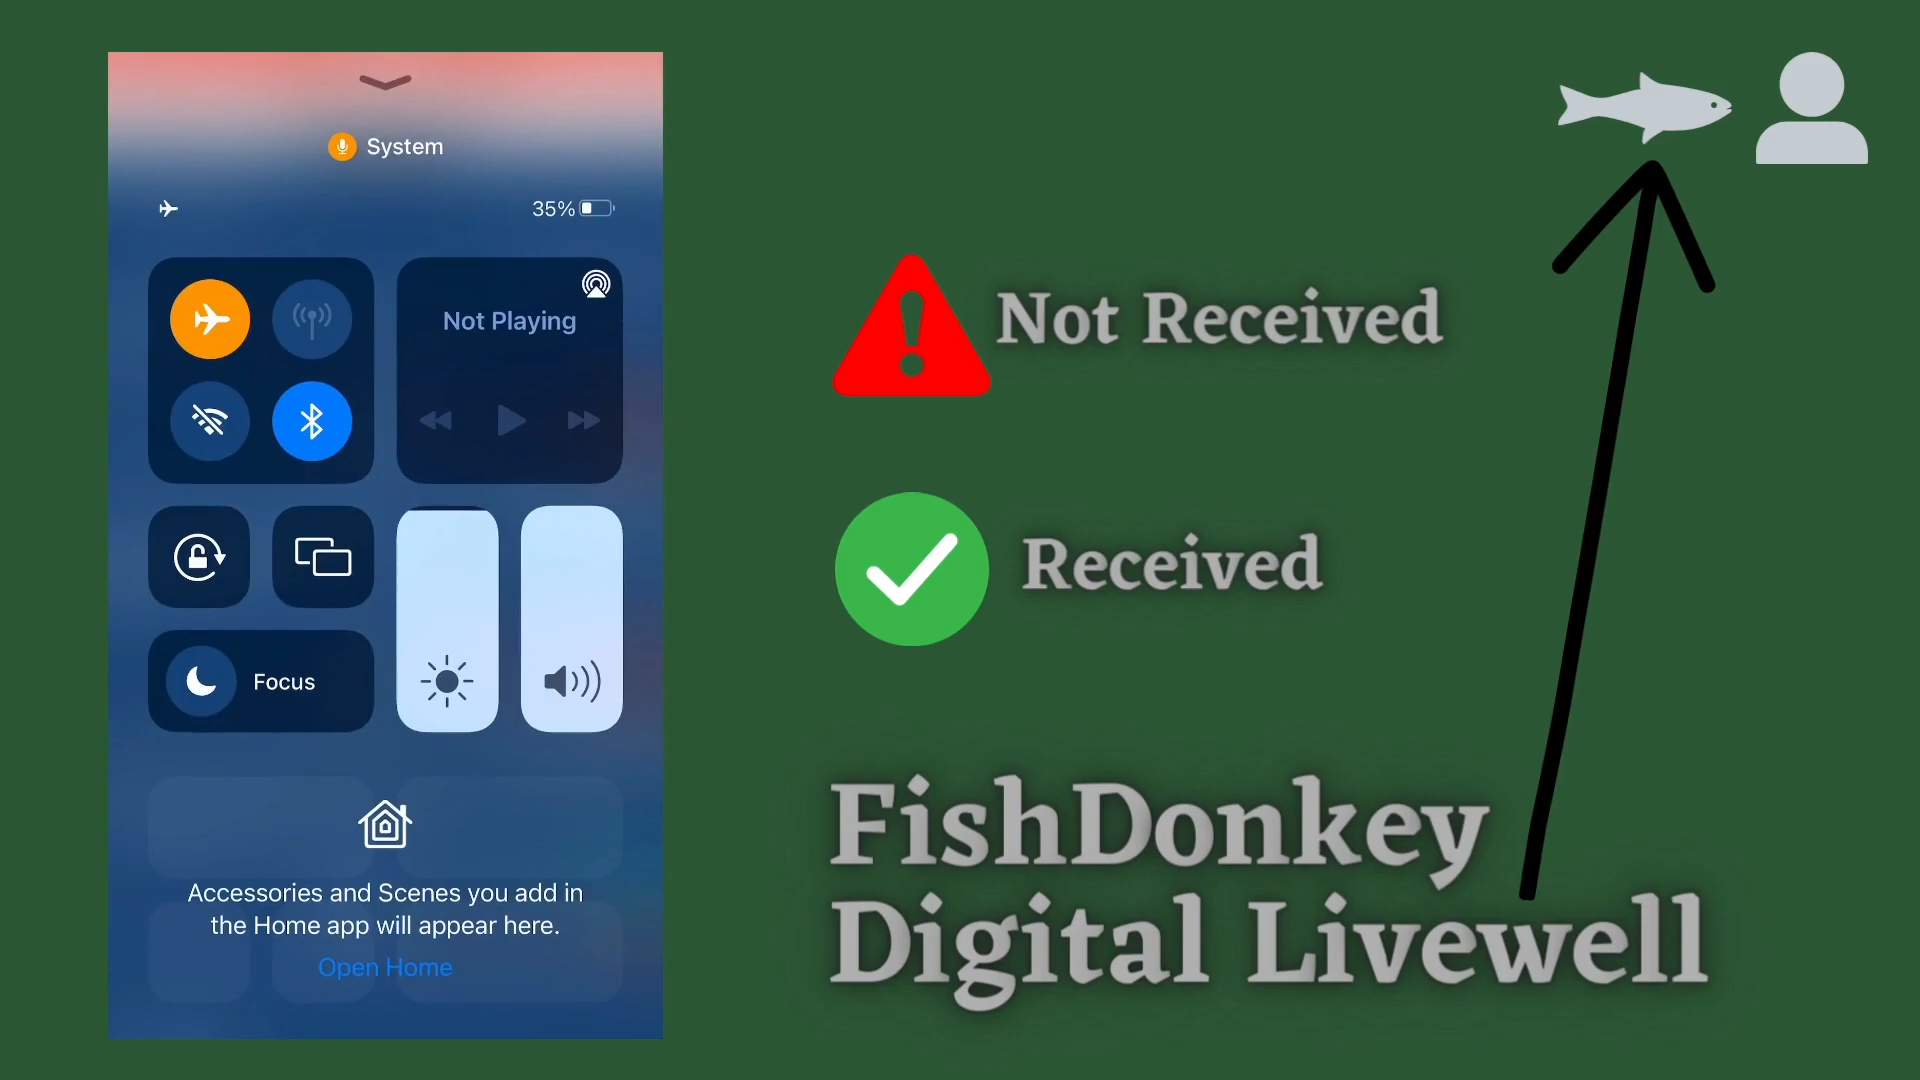 System
35%
Not Playing
Focus
Accessories and Scenes you add in
the Home app will appear here.
Open Home
Not Received
Received
FishDonkey
Digital Livewell